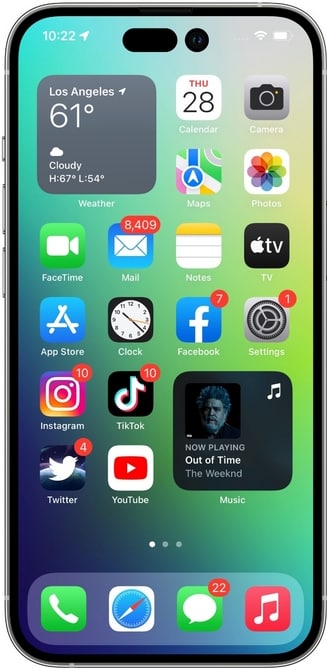 10:22
Los Angeles
61°
Cloudy
H:67° L:54°
Weather
THU
28
Calendar
Camera
Maps
Photos
FaceTime
8,409
Mail
Notes
tv
TV
App Store
Clock
7
Facebook
1
Settings
10
Instagram
10
TikTok
NOW PLAYING
Out of Time
The Weeknd
Music
4
Twitter
YouTube
22